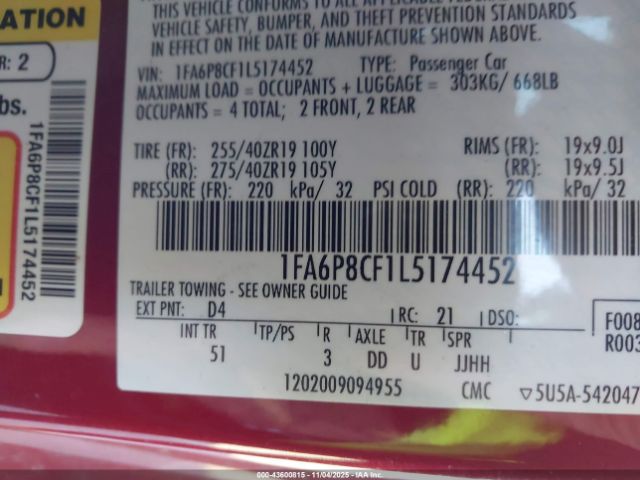 ATION
R: 2
bs.
1FA6P8CF1L5174452
THIS VEHICLE CONFORMS TO ALL APPLICABLE FEDERAL
VEHICLE SAFETY, BUMPER, AND THEFT PREVENTION STANDARDS
IN EFFECT ON THE DATE OF MANUFACTURE SHOWN ABOVE.
VIN: 1FA6P8CF1L5174452 TYPE: Passenger Car
MAXIMUM LOAD = OCCUPANTS + LUGGAGE = 303KG/ 668LB
OCCUPANTS = 4 TOTAL; 2 FRONT, 2 REAR
TIRE (FR): 255/40ZR19 100Y RIMS (FR): 19x9.0J
(RR): 275/40ZR19 105Y (RR): 19x9.5J
PRESSURE (FR): 220 kPa/ 32 PSI COLD (RR): 220 kPa/ 32
1FA6P8CF1L5174452
TRAILER TOWING - SEE OWNER GUIDE
EXT PNT: D4 RC: 21 DSO: F008
INT TR TP/PS R AXLE TR SPR R003
51 3 DD U JJHH
1202009094955 CMC ▽5U5A-542047
000-43600815 - 11/04/2025 - IAAI.COM